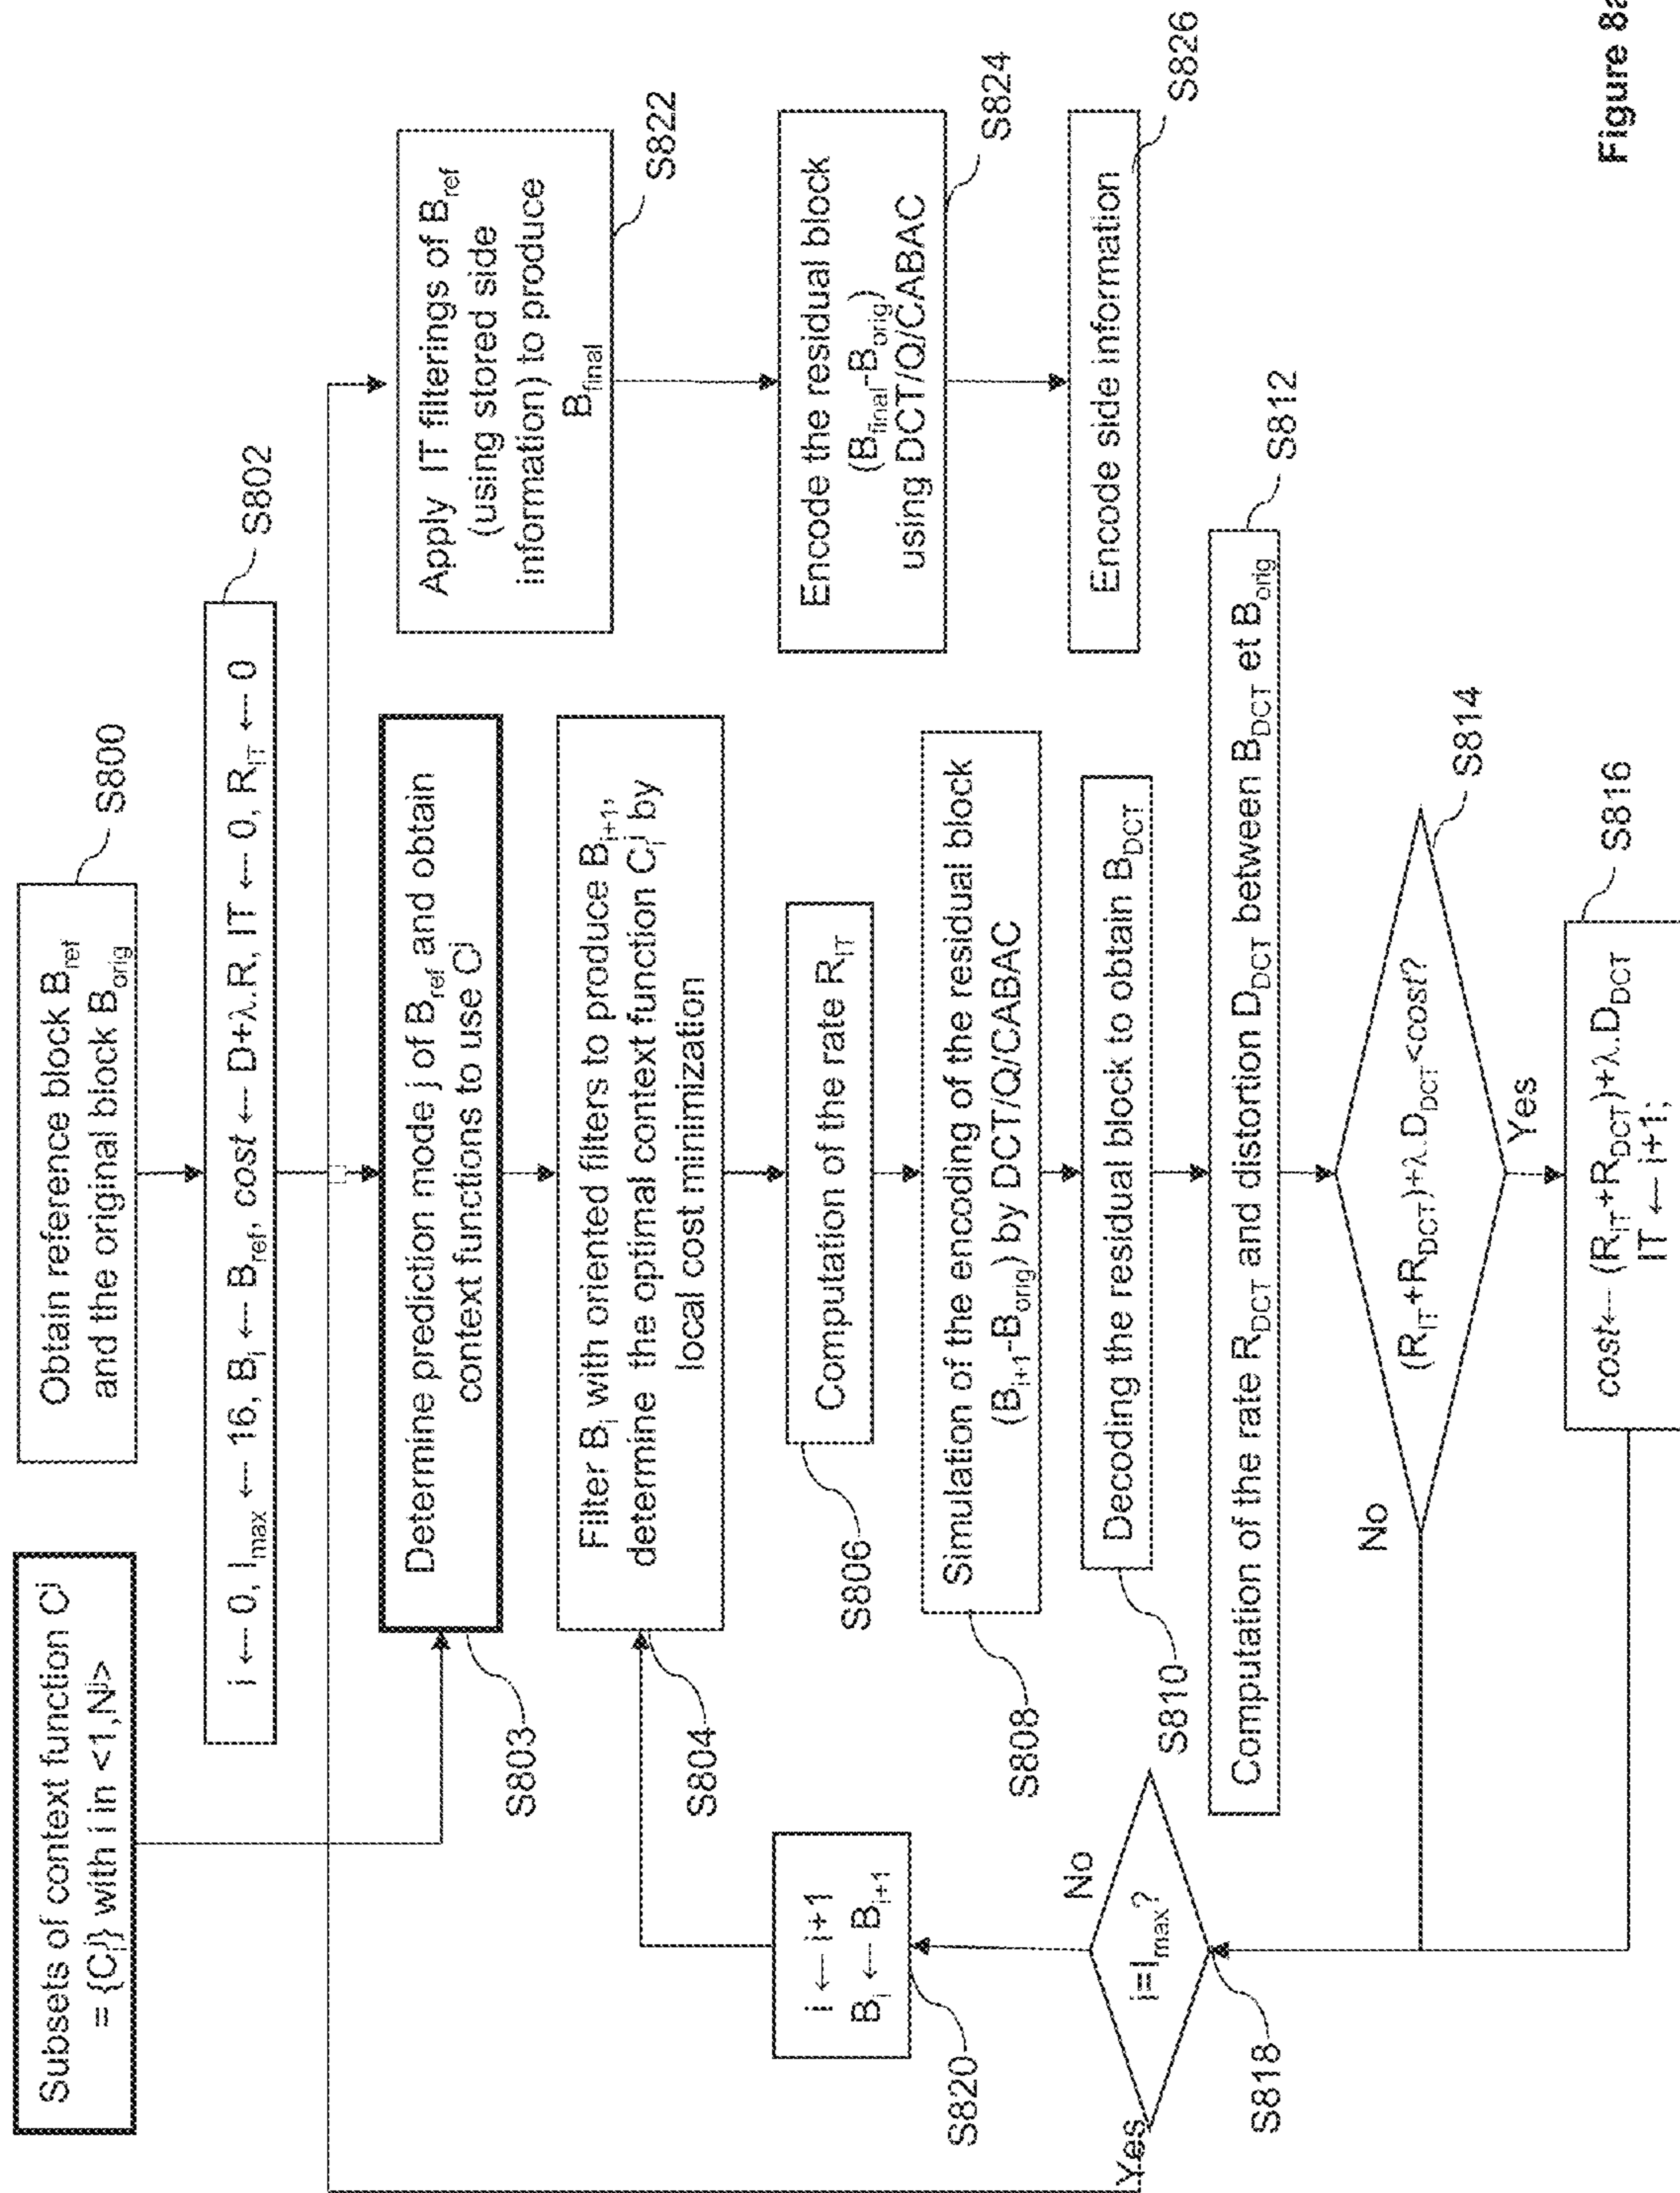 Subsets of context function Cʲ
= {Cᵢʲ} with i in <1,Nʲ>
Obtain reference block B_ref
and the original block B_orig
S800
i ← 0, I_max ← 16, B_i ← B_ref, cost ← D+λ.R, IT ← 0, R_IT ← 0
S802
Determine prediction mode j of B_ref and obtain
context functions to use Cʲ
S803
Filter B_i with oriented filters to produce B_i+1,
determine the optimal context function Cᵢʲ by
local cost minimization
S804
Computation of the rate R_IT
S806
Simulation of the encoding of the residual block
(B_i+1-B_orig) by DCT/Q/CABAC
S808
Decoding the residual block to obtain B_DCT
S810
Computation of the rate R_DCT and distortion D_DCT between B_DCT et B_orig
S812
(R_IT+R_DCT)+λ.D_DCT<cost?
S814
No
Yes
cost← (R_IT+R_DCT)+λ.D_DCT
IT ← i+1;
S816
i=I_max?
S818
No
Yes
i ← i+1
B_i ← B_i+1
S820
Apply IT filterings of B_ref
(using stored side
information) to produce
B_final
S822
Encode the residual block
(B_final-B_orig)
using DCT/Q/CABAC
S824
Encode side information
S826
Figure 8a